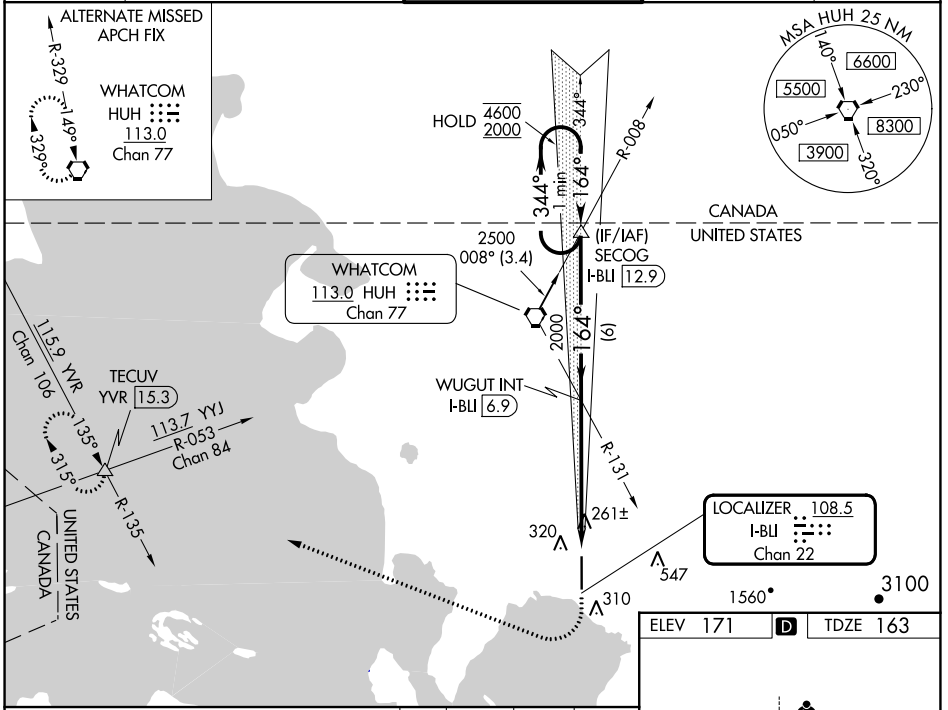 ALTERNATE MISSED
APCH FIX
R-329
149°
329°
WHATCOM
HUH
113.0
Chan 77
HOLD
4600
2000
344°
344°
1 min
164°
R-008
MSA HUH 25 NM
140°
6600
5500
230°
050°
8300
3900
320°
CANADA
UNITED STATES
2500
008° (3.4)
(IF/IAF)
SECOG
I-BLI 12.9
WHATCOM
113.0 HUH
Chan 77
2000
164°
(6)
WUGUT INT
I-BLI 6.9
R-131
115.9 YVR
Chan 106
TECUV
YVR 15.3
135°
315°
113.7 YYJ
R-053
Chan 84
R-135
UNITED STATES
CANADA
320
261±
LOCALIZER 108.5
I-BLI
Chan 22
547
310
1560
3100
ELEV 171
D
TDZE 163